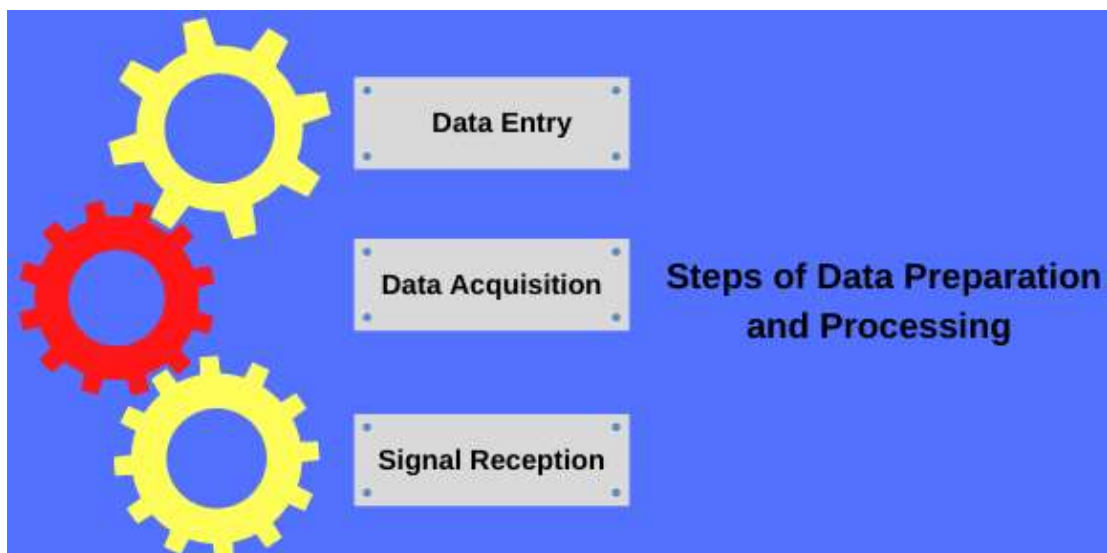 Data Entry
Data Acquisition
Signal Reception
Steps of Data Preparation
and Processing